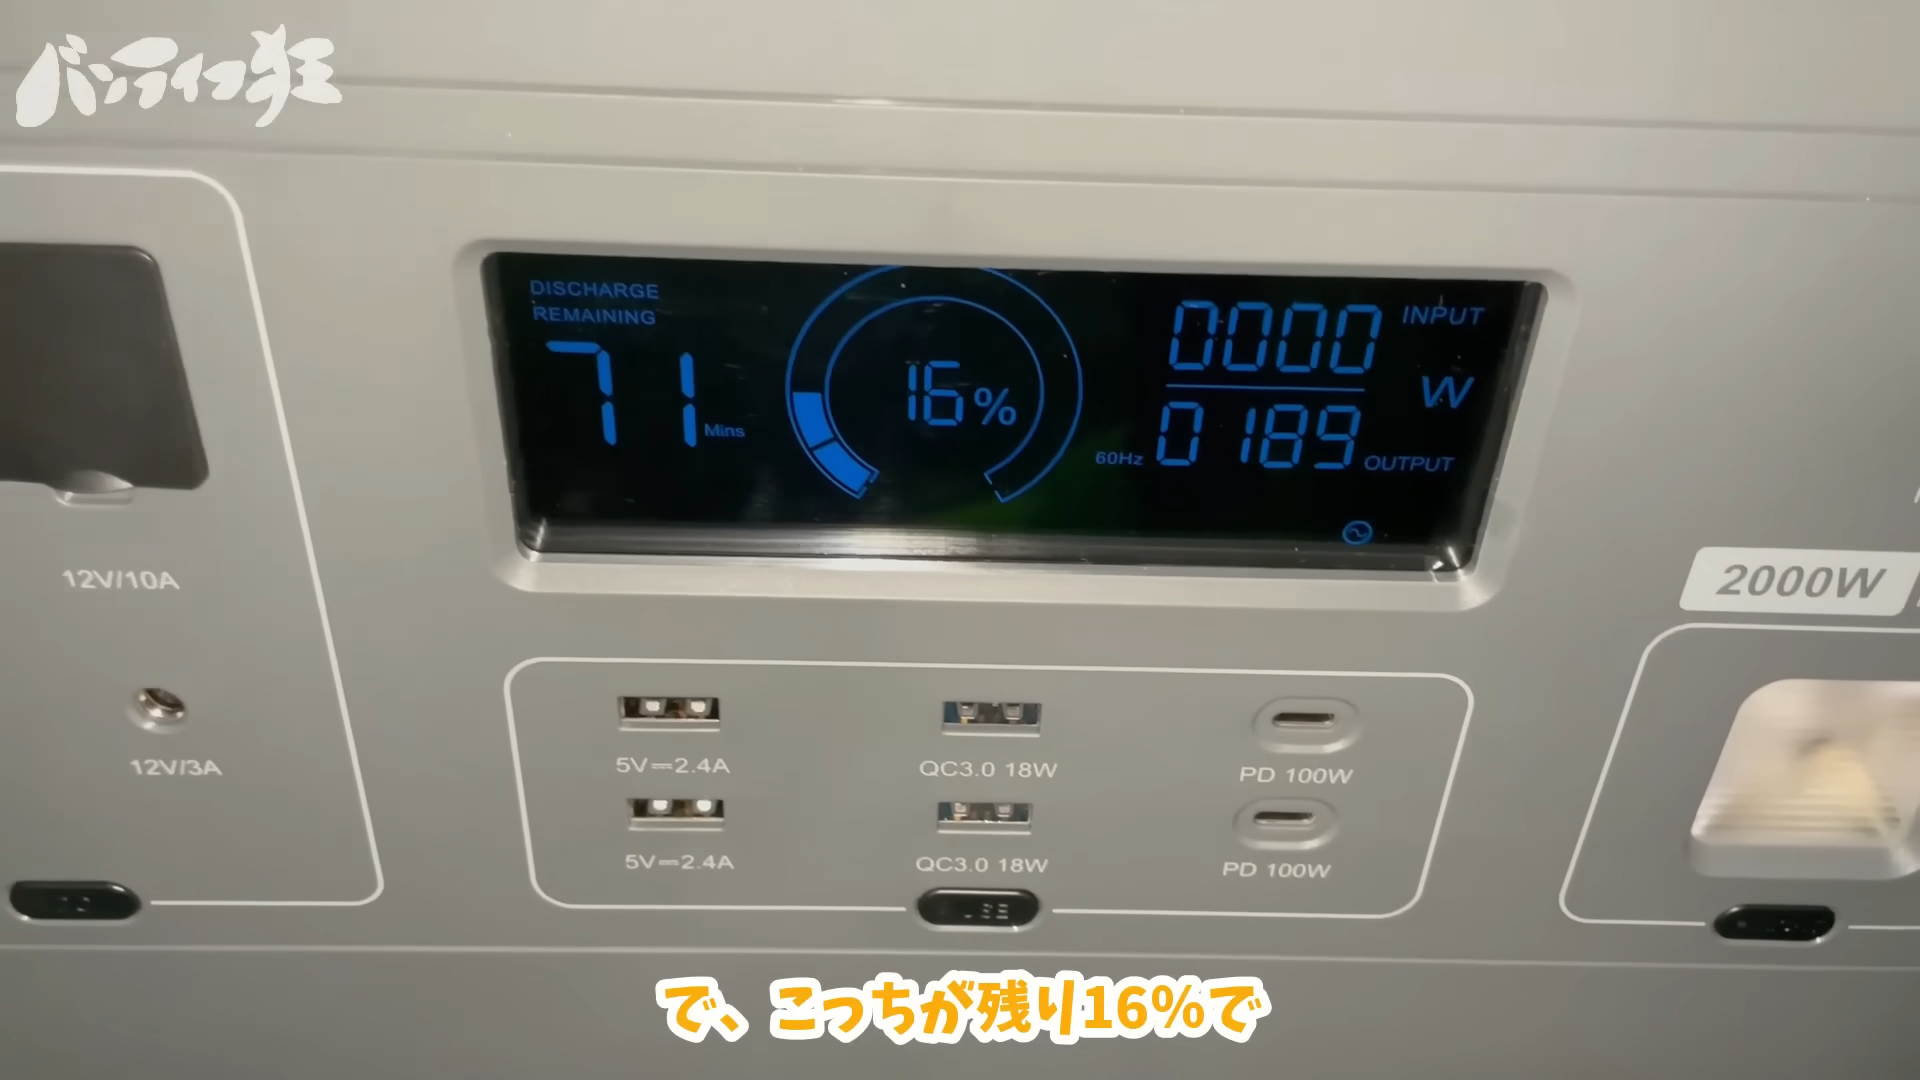 バンライフ狂
DISCHARGE
REMAINING
71 Mins
16%
0000 INPUT
W
60Hz 0189 OUTPUT
12V/10A
12V/3A
2000W
5V⎓2.4A
QC3.0 18W
PD 100W
5V⎓2.4A
QC3.0 18W
PD 100W
USB
で、こっちが残り16%で